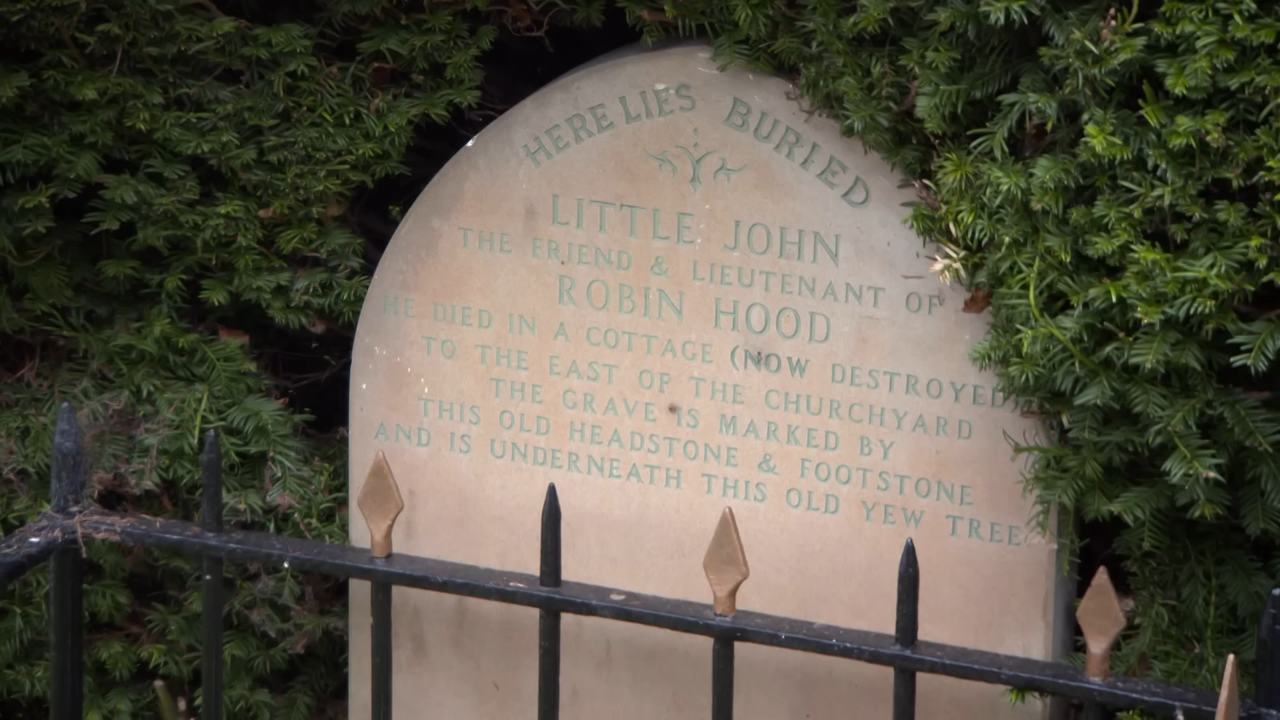 HERE LIES BURIED
LITTLE JOHN
THE FRIEND & LIEUTENANT OF
ROBIN HOOD
HE DIED IN A COTTAGE (NOW DESTROYED
TO THE EAST OF THE CHURCHYARD
THE GRAVE IS MARKED BY
THIS OLD HEADSTONE & FOOTSTONE
AND IS UNDERNEATH THIS OLD YEW TREE